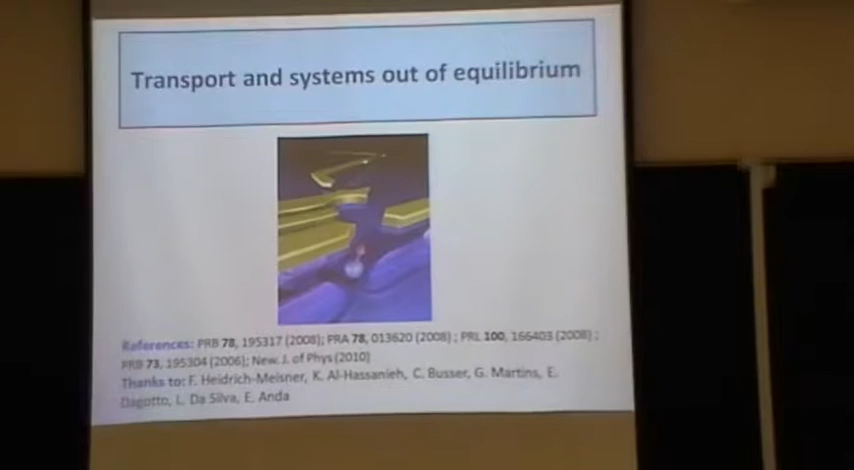 Transport and systems out of equilibrium
References: PRB 78, 195317 (2008); PRA 78, 013620 (2008) ; PRL 100, 166403 (2008) ;
PRB 73, 195304 (2006); New. J. of Phys (2010)
Thanks to: F. Heidrich-Meisner, K. Al-Hassanieh, C. Busser, G. Martins, E.
Dagotto, L. Da Silva, E. Anda